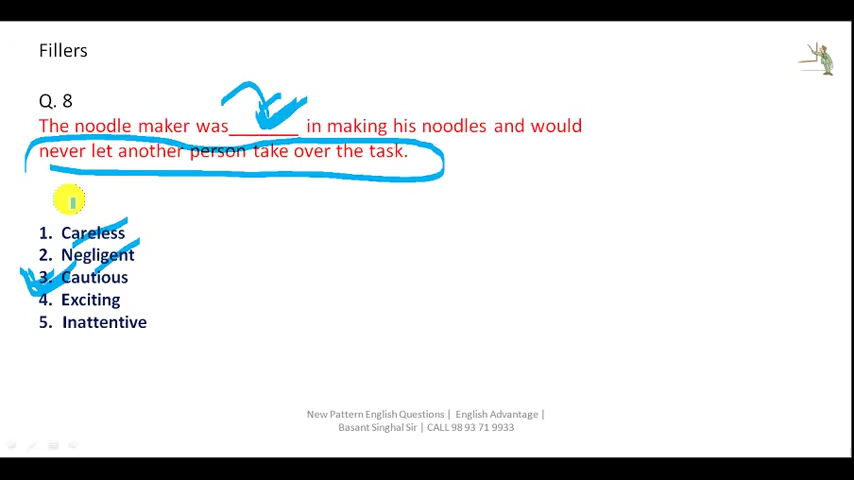 Fillers
Q. 8
The noodle maker was_______ in making his noodles and would
never let another person take over the task.
1. Careless
2. Negligent
3. Cautious
4. Exciting
5. Inattentive
New Pattern English Questions | English Advantage |
Basant Singhal Sir | CALL 98 93 71 9933